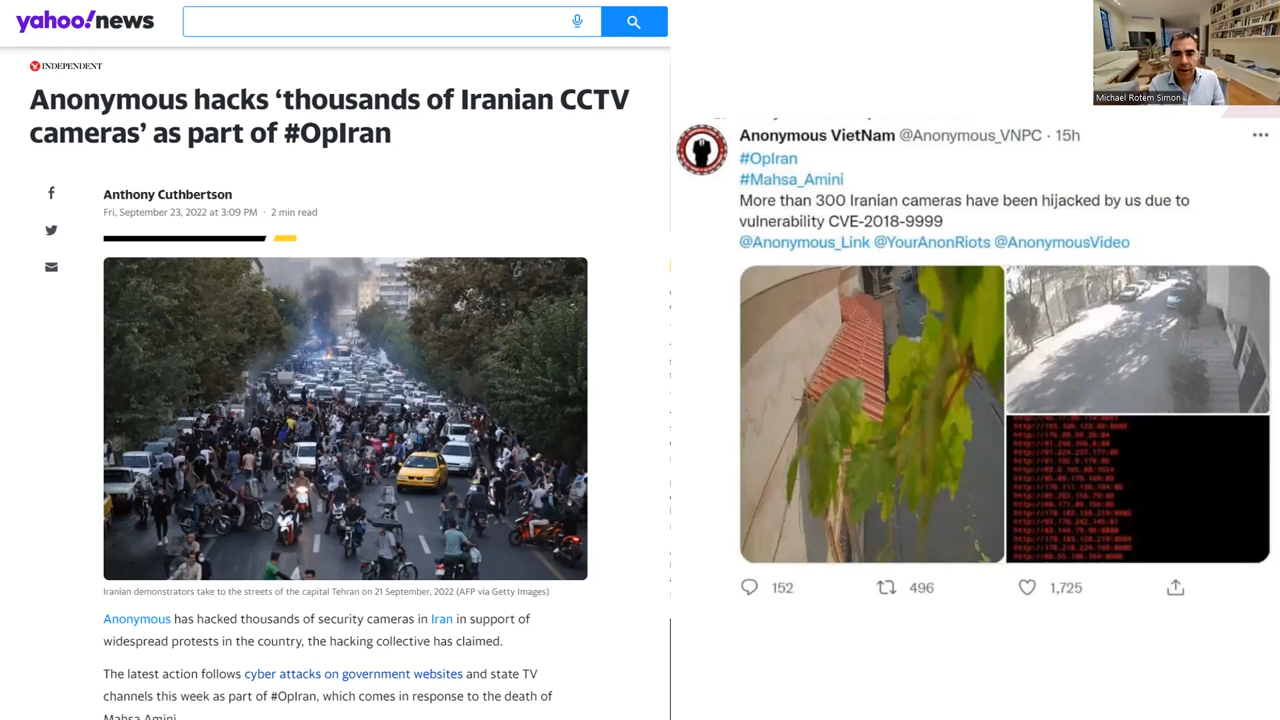 yahoo!news
INDEPENDENT
Anonymous hacks ‘thousands of Iranian CCTV
cameras’ as part of #OpIran
Anthony Cuthbertson
Fri, September 23, 2022 at 3:09 PM · 2 min read
Iranian demonstrators take to the streets of the capital Tehran on 21 September, 2022 (AFP via Getty Images)
Anonymous has hacked thousands of security cameras in Iran in support of
widespread protests in the country, the hacking collective has claimed.
The latest action follows cyber attacks on government websites and state TV
channels this week as part of #OpIran, which comes in response to the death of
Mahsa Amini
Michael Rotem Simon
Anonymous VietNam @Anonymous_VNPC · 15h
#OpIran
#Mahsa_Amini
More than 300 Iranian cameras have been hijacked by us due to
vulnerability CVE-2018-9999
@Anonymous_Link @YourAnonRiots @AnonymousVideo
152 496 1,725